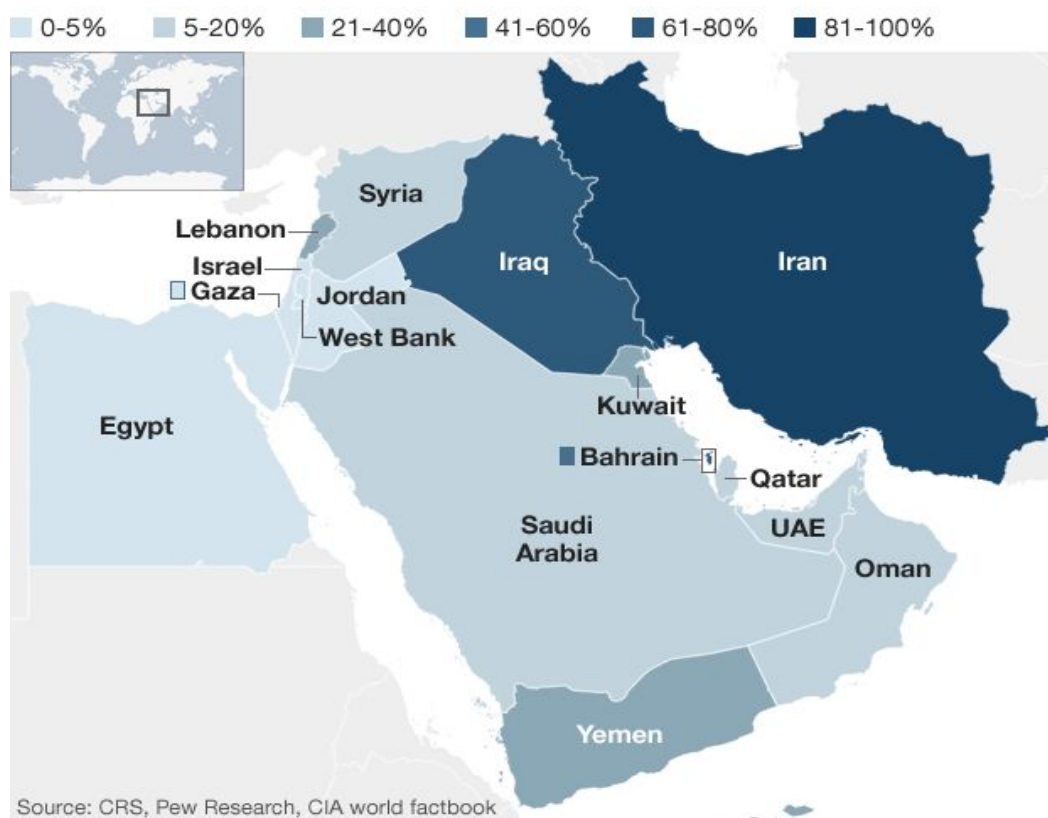 0-5% 5-20% 21-40% 41-60% 61-80% 81-100%
Syria
Lebanon
Iraq
Iran
Israel
Gaza
Jordan
West Bank
Kuwait
Egypt
Bahrain
Qatar
Saudi
Arabia
UAE
Oman
Yemen
Source: CRS, Pew Research, CIA world factbook